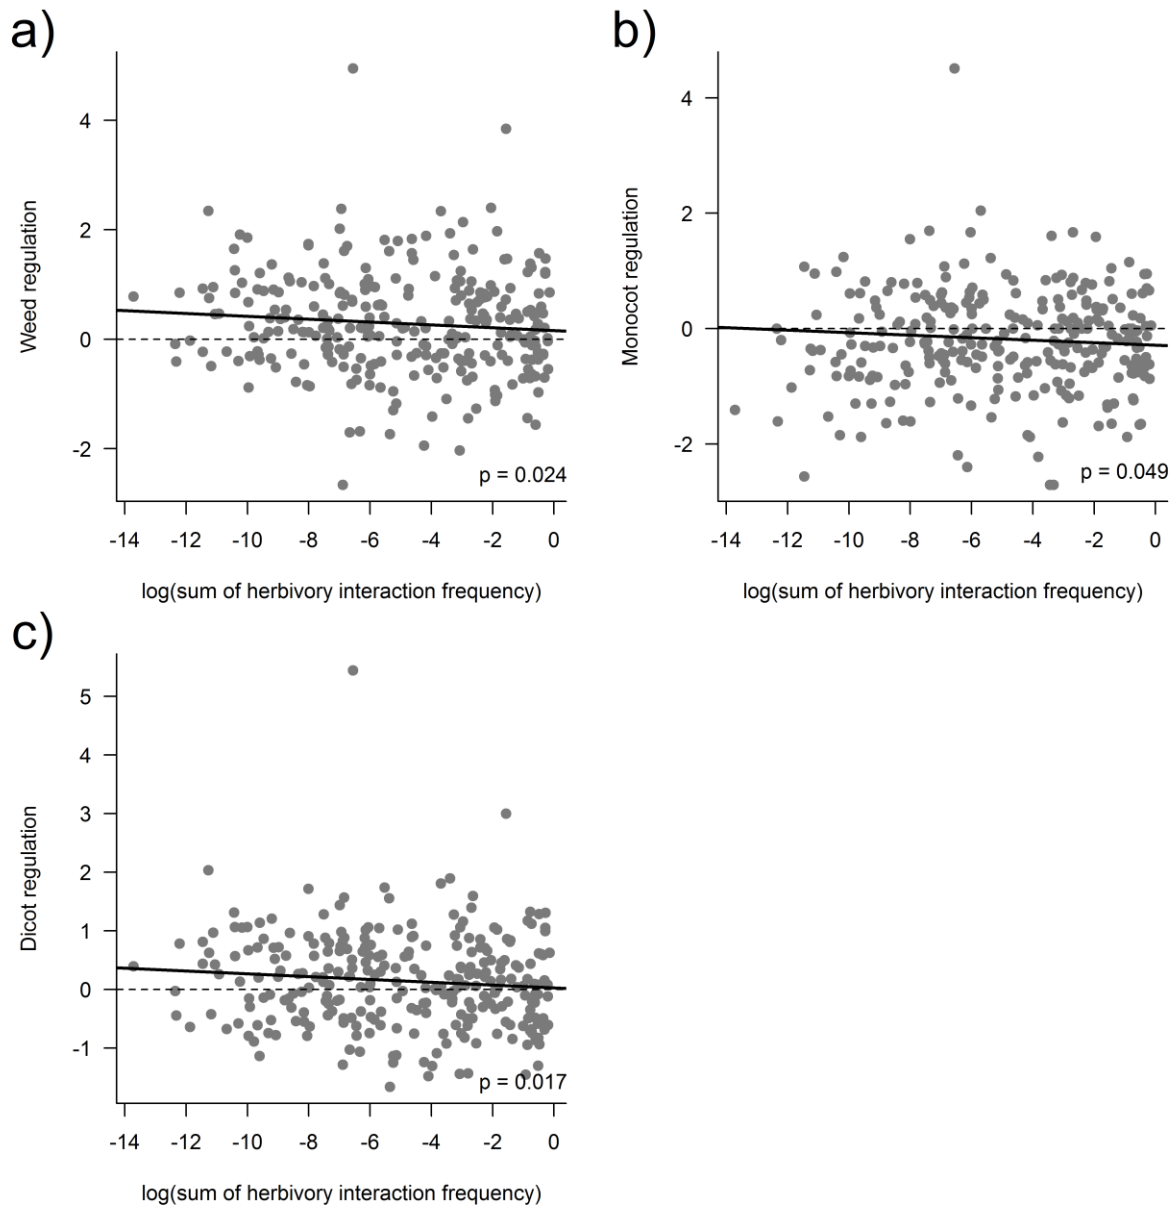 a)
4
2
0
-2
Weed regulation
p = 0.024
-14 -12 -10 -8 -6 -4 -2 0
log(sum of herbivory interaction frequency)
b)
4
2
0
-2
Monocot regulation
p = 0.049
-14 -12 -10 -8 -6 -4 -2 0
log(sum of herbivory interaction frequency)
c)
5
4
3
2
1
0
-1
Dicot regulation
p = 0.017
-14 -12 -10 -8 -6 -4 -2 0
log(sum of herbivory interaction frequency)